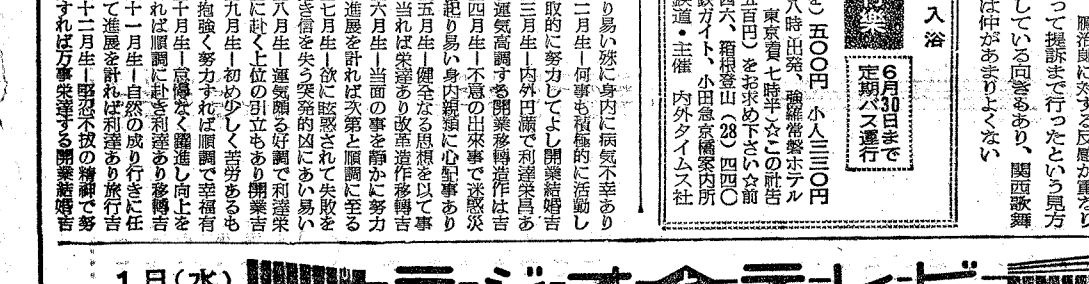 って提訴まで行ったという見方
している向きもあり、関西歌舞
は仲があまりよくない
入浴
6月30日まで
定期バス運行
五〇〇円 小人三三〇円
八時出発、強羅常磐ホテル
東京着七時半)☆この社告
五百円)をお求め下さい☆前
鉄ガイト、小田急京橋案内所
四六、箱根登山(28)四四〇
鉄道・主催 内外タイムス社
り易い殊に身内に病気不幸あり
二月生―何事も積極的に活動し
取的に努力してよし開業結婚吉
三月生―内外円満で利達栄昌あ
運気高調する開業移轉造作は吉
四月生―不意の出來事で迷惑災
起り易い身内親類に心配事あり
五月生―健全なる思想を以て事
当れば栄達あり改革造作移轉吉
六月生―当面の事を静かに努力
進展を計れば次第と順調に至る
七月生―欲に眩惑されて失敗を
き信を失う突発的凶にあい易い
八月生―運気頗る好調で利達栄
に赴く上位の引立もあり開業吉
九月生―初め少しく苦労あるも
抱強く努力すれば順調で幸福有
十月生―怠惰なく躍進し向上を
れば順調に赴き利達あり移轉吉
十一月生―自然の成り行きに任
て進展を計れば利達あり旅行吉
十二月生―堅忍不抜の精神で努
すれば万事栄達する開業結婚吉
1日(水)
ラジオ
テレビ